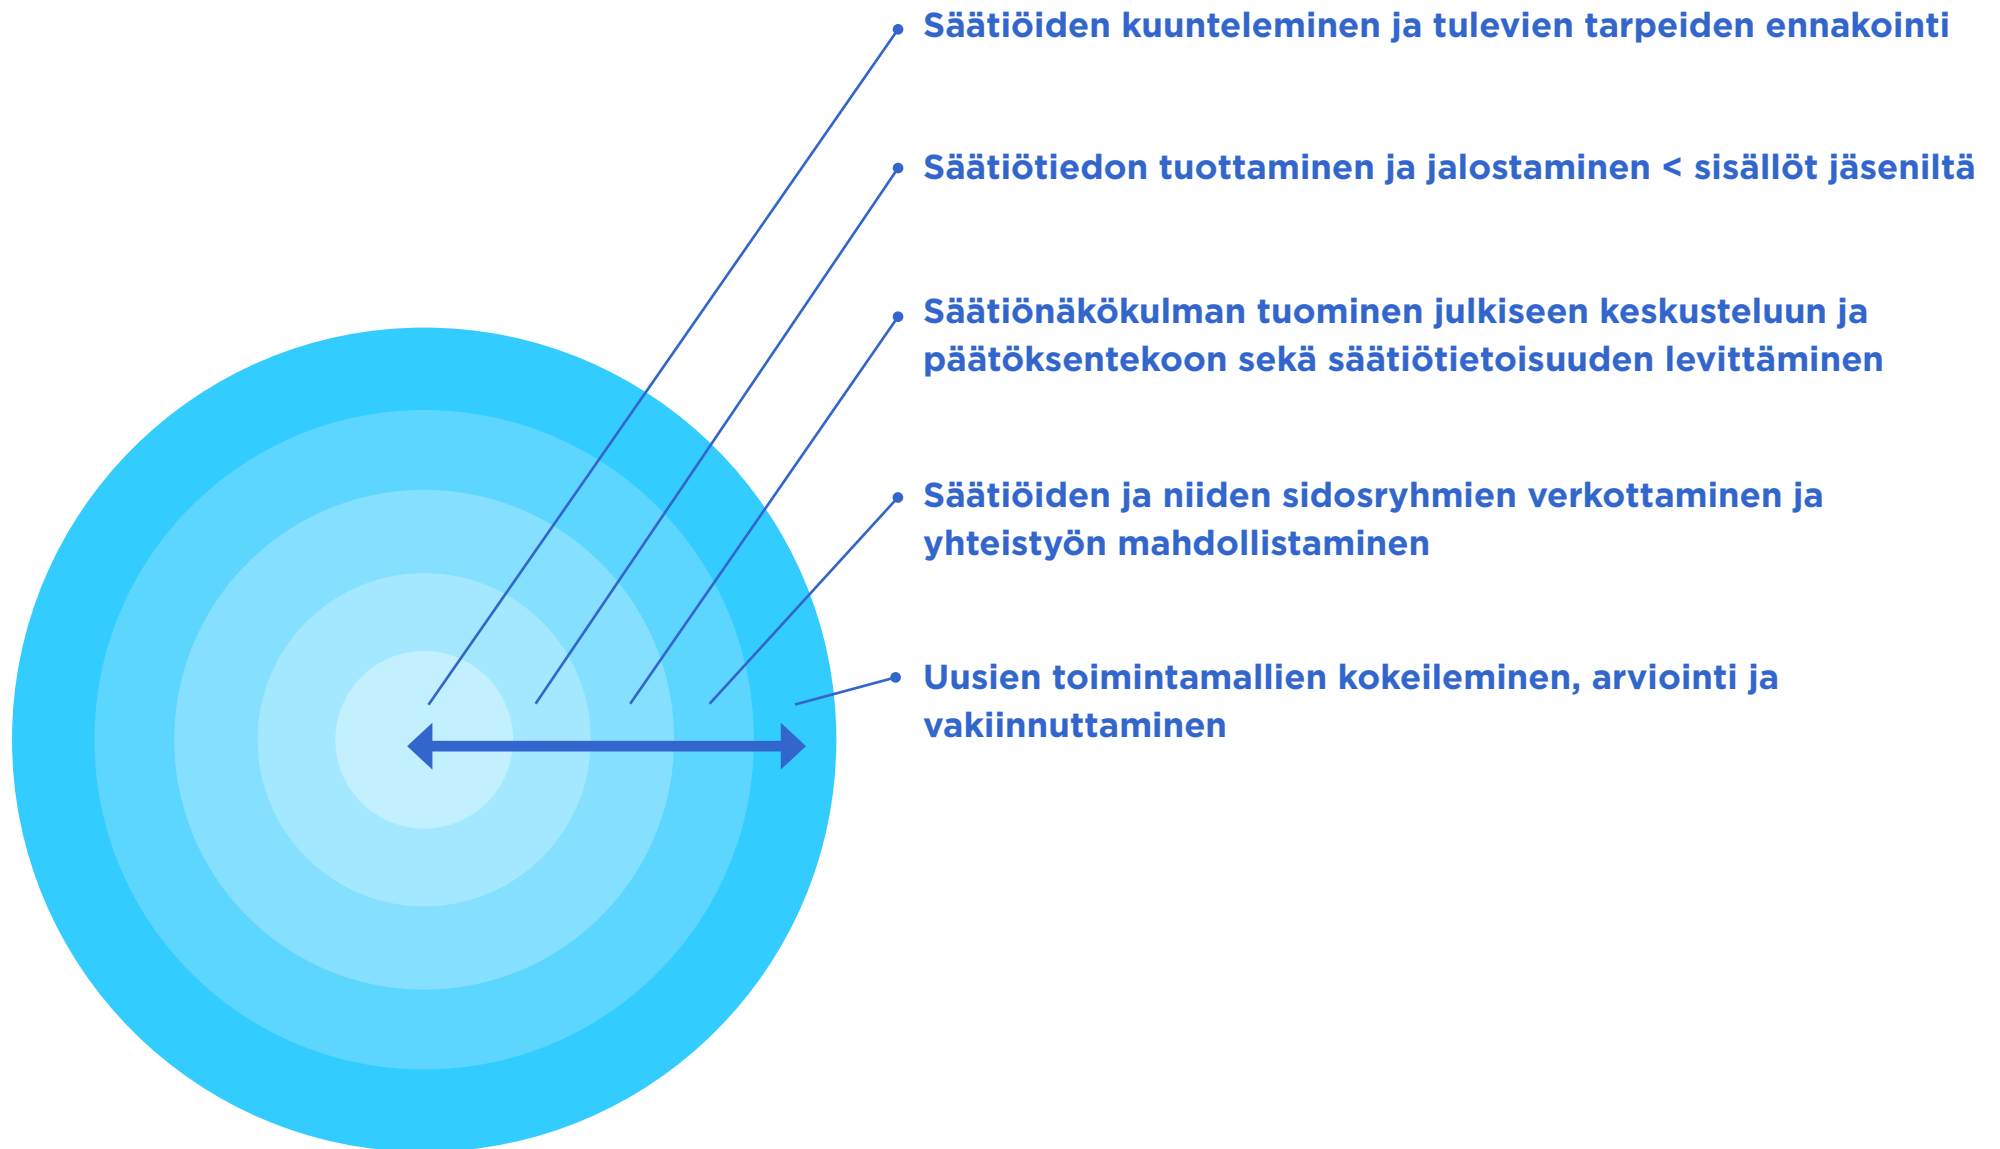 Säätiöiden kuunteleminen ja tulevien tarpeiden ennakointi
Säätiötiedon tuottaminen ja jalostaminen < sisällöt jäseniltä
Säätiönäkökulman tuominen julkiseen keskusteluun ja
päätöksentekoon sekä säätiötietoisuuden levittäminen
Säätiöiden ja niiden sidosryhmien verkottaminen ja
yhteistyön mahdollistaminen
Uusien toimintamallien kokeileminen, arviointi ja
vakiinnuttaminen